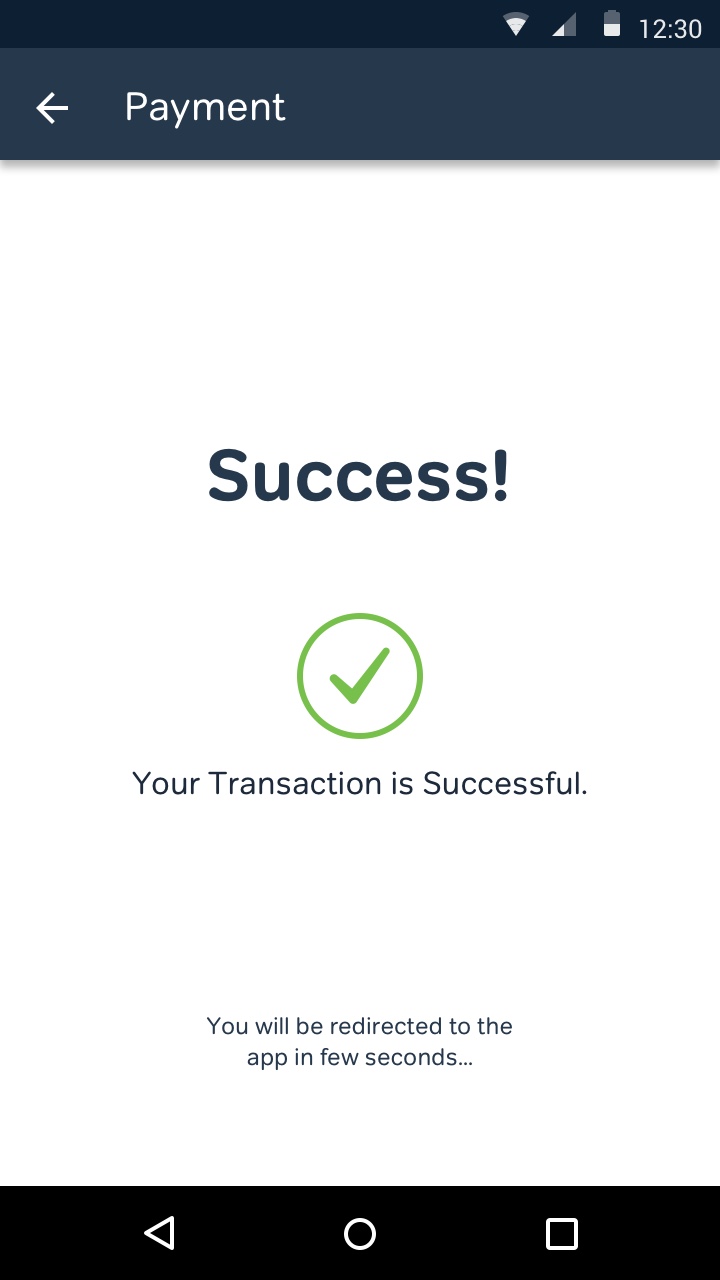 12:30
Payment
Success!
Your Transaction is Successful.
You will be redirected to the
app in few seconds...